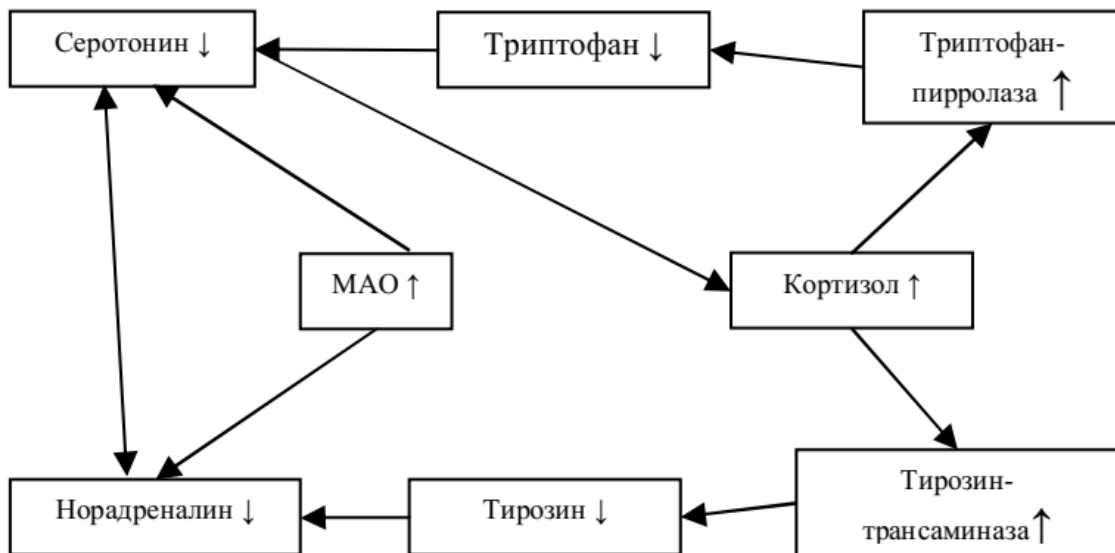 Серотонин ↓
Триптофан ↓
Триптофан-
пирролаза ↑
МАО ↑
Кортизол ↑
Норадреналин ↓
Тирозин ↓
Тирозин-
трансаминаза ↑